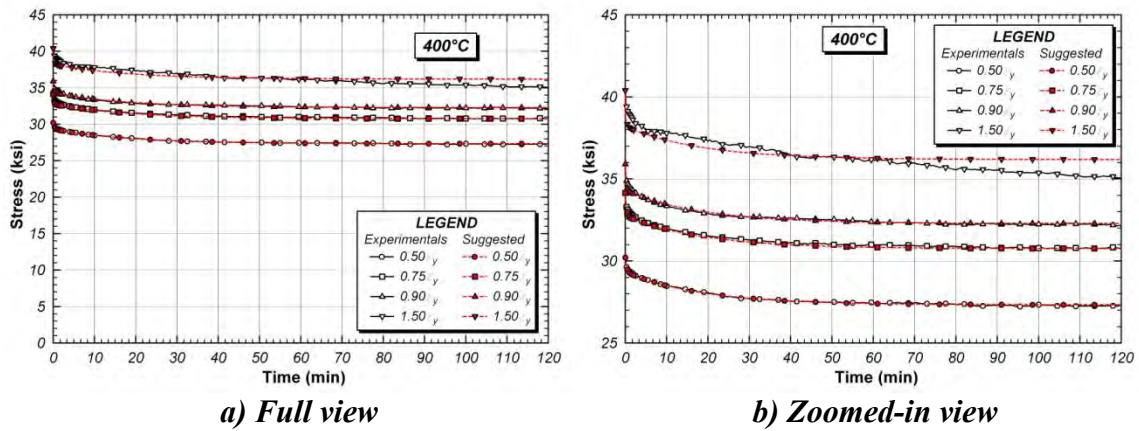 400°C
LEGEND
Experimentals Suggested
0.50 y 0.50 y
0.75 y 0.75 y
0.90 y 0.90 y
1.50 y 1.50 y
Stress (ksi)
45
40
35
30
25
20
15
10
5
0
0 10 20 30 40 50 60 70 80 90 100 110 120
Time (min)
a) Full view
400°C
LEGEND
Experimentals Suggested
0.50 y 0.50 y
0.75 y 0.75 y
0.90 y 0.90 y
1.50 y 1.50 y
Stress (ksi)
45
40
35
30
25
0 10 20 30 40 50 60 70 80 90 100 110 120
Time (min)
b) Zoomed-in view